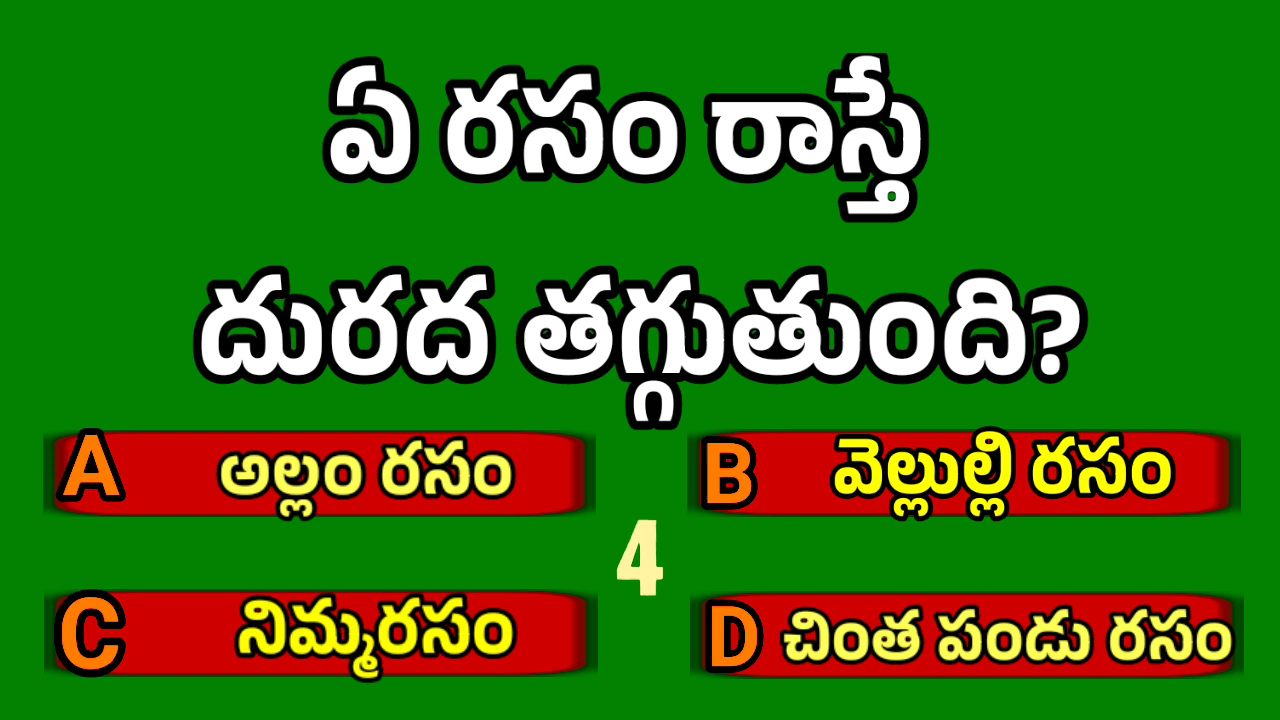 ఏ రసం రాస్తే
దురద తగ్గుతుంది?
A అల్లం రసం
B వెల్లుల్లి రసం
4
C నిమ్మరసం
D చింత పండు రసం